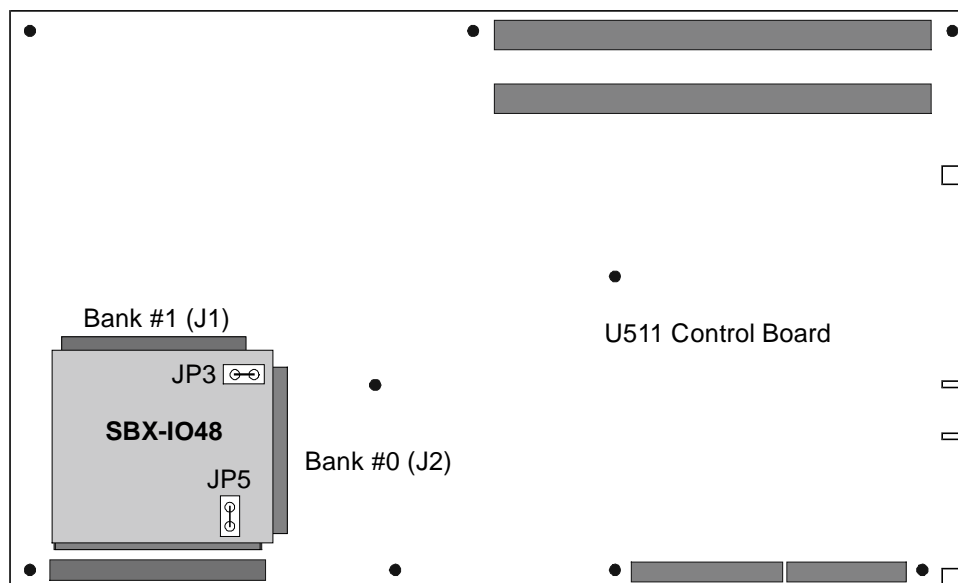 Bank #1 (J1)
U511 Control Board
JP3
SBX-IO48
Bank #0 (J2)
JP5